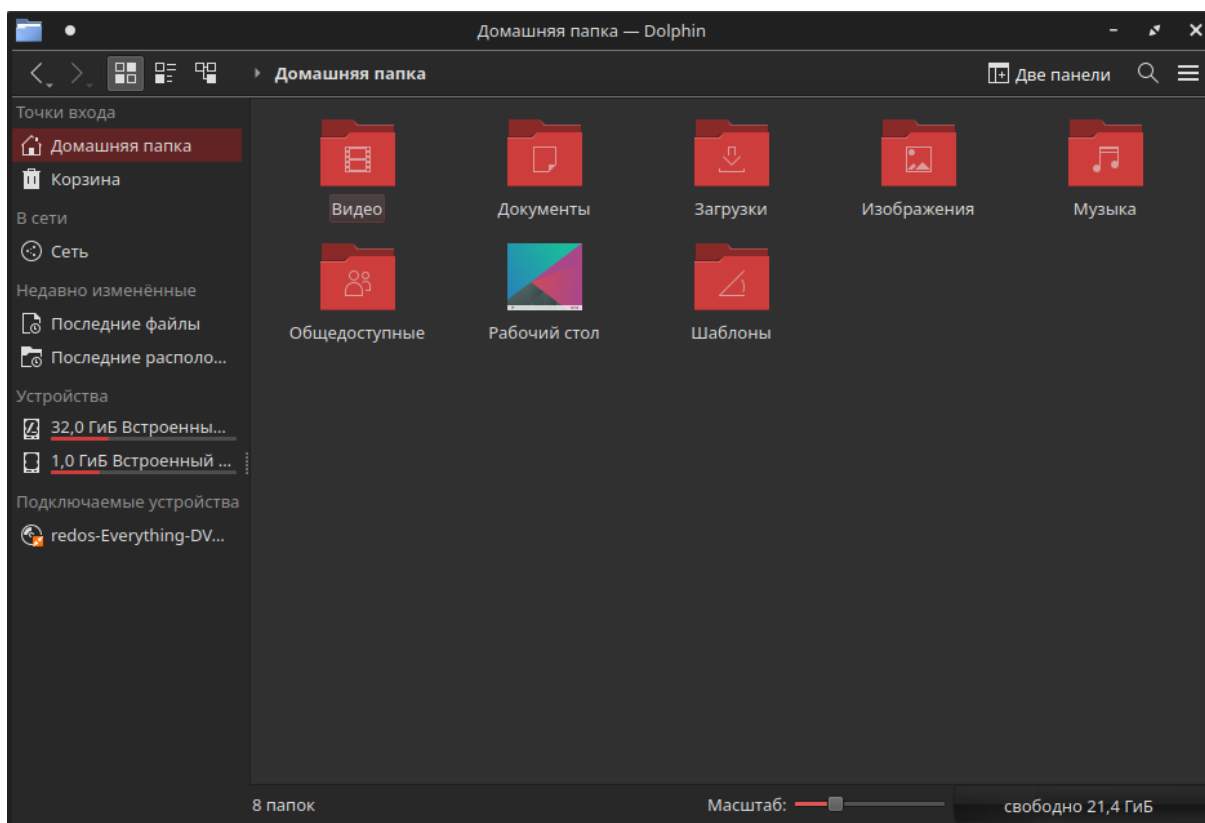 Домашняя папка — Dolphin
Домашняя папка
Две панели
Точки входа
Домашняя папка
Корзина
В сети
Сеть
Недавно изменённые
Последние файлы
Последние располо...
Устройства
32,0 ГиБ Встроенны...
1,0 ГиБ Встроенный ...
Подключаемые устройства
redos-Everything-DV...
Видео
Документы
Загрузки
Изображения
Музыка
Общедоступные
Рабочий стол
Шаблоны
8 папок
Масштаб:
свободно 21,4 ГиБ